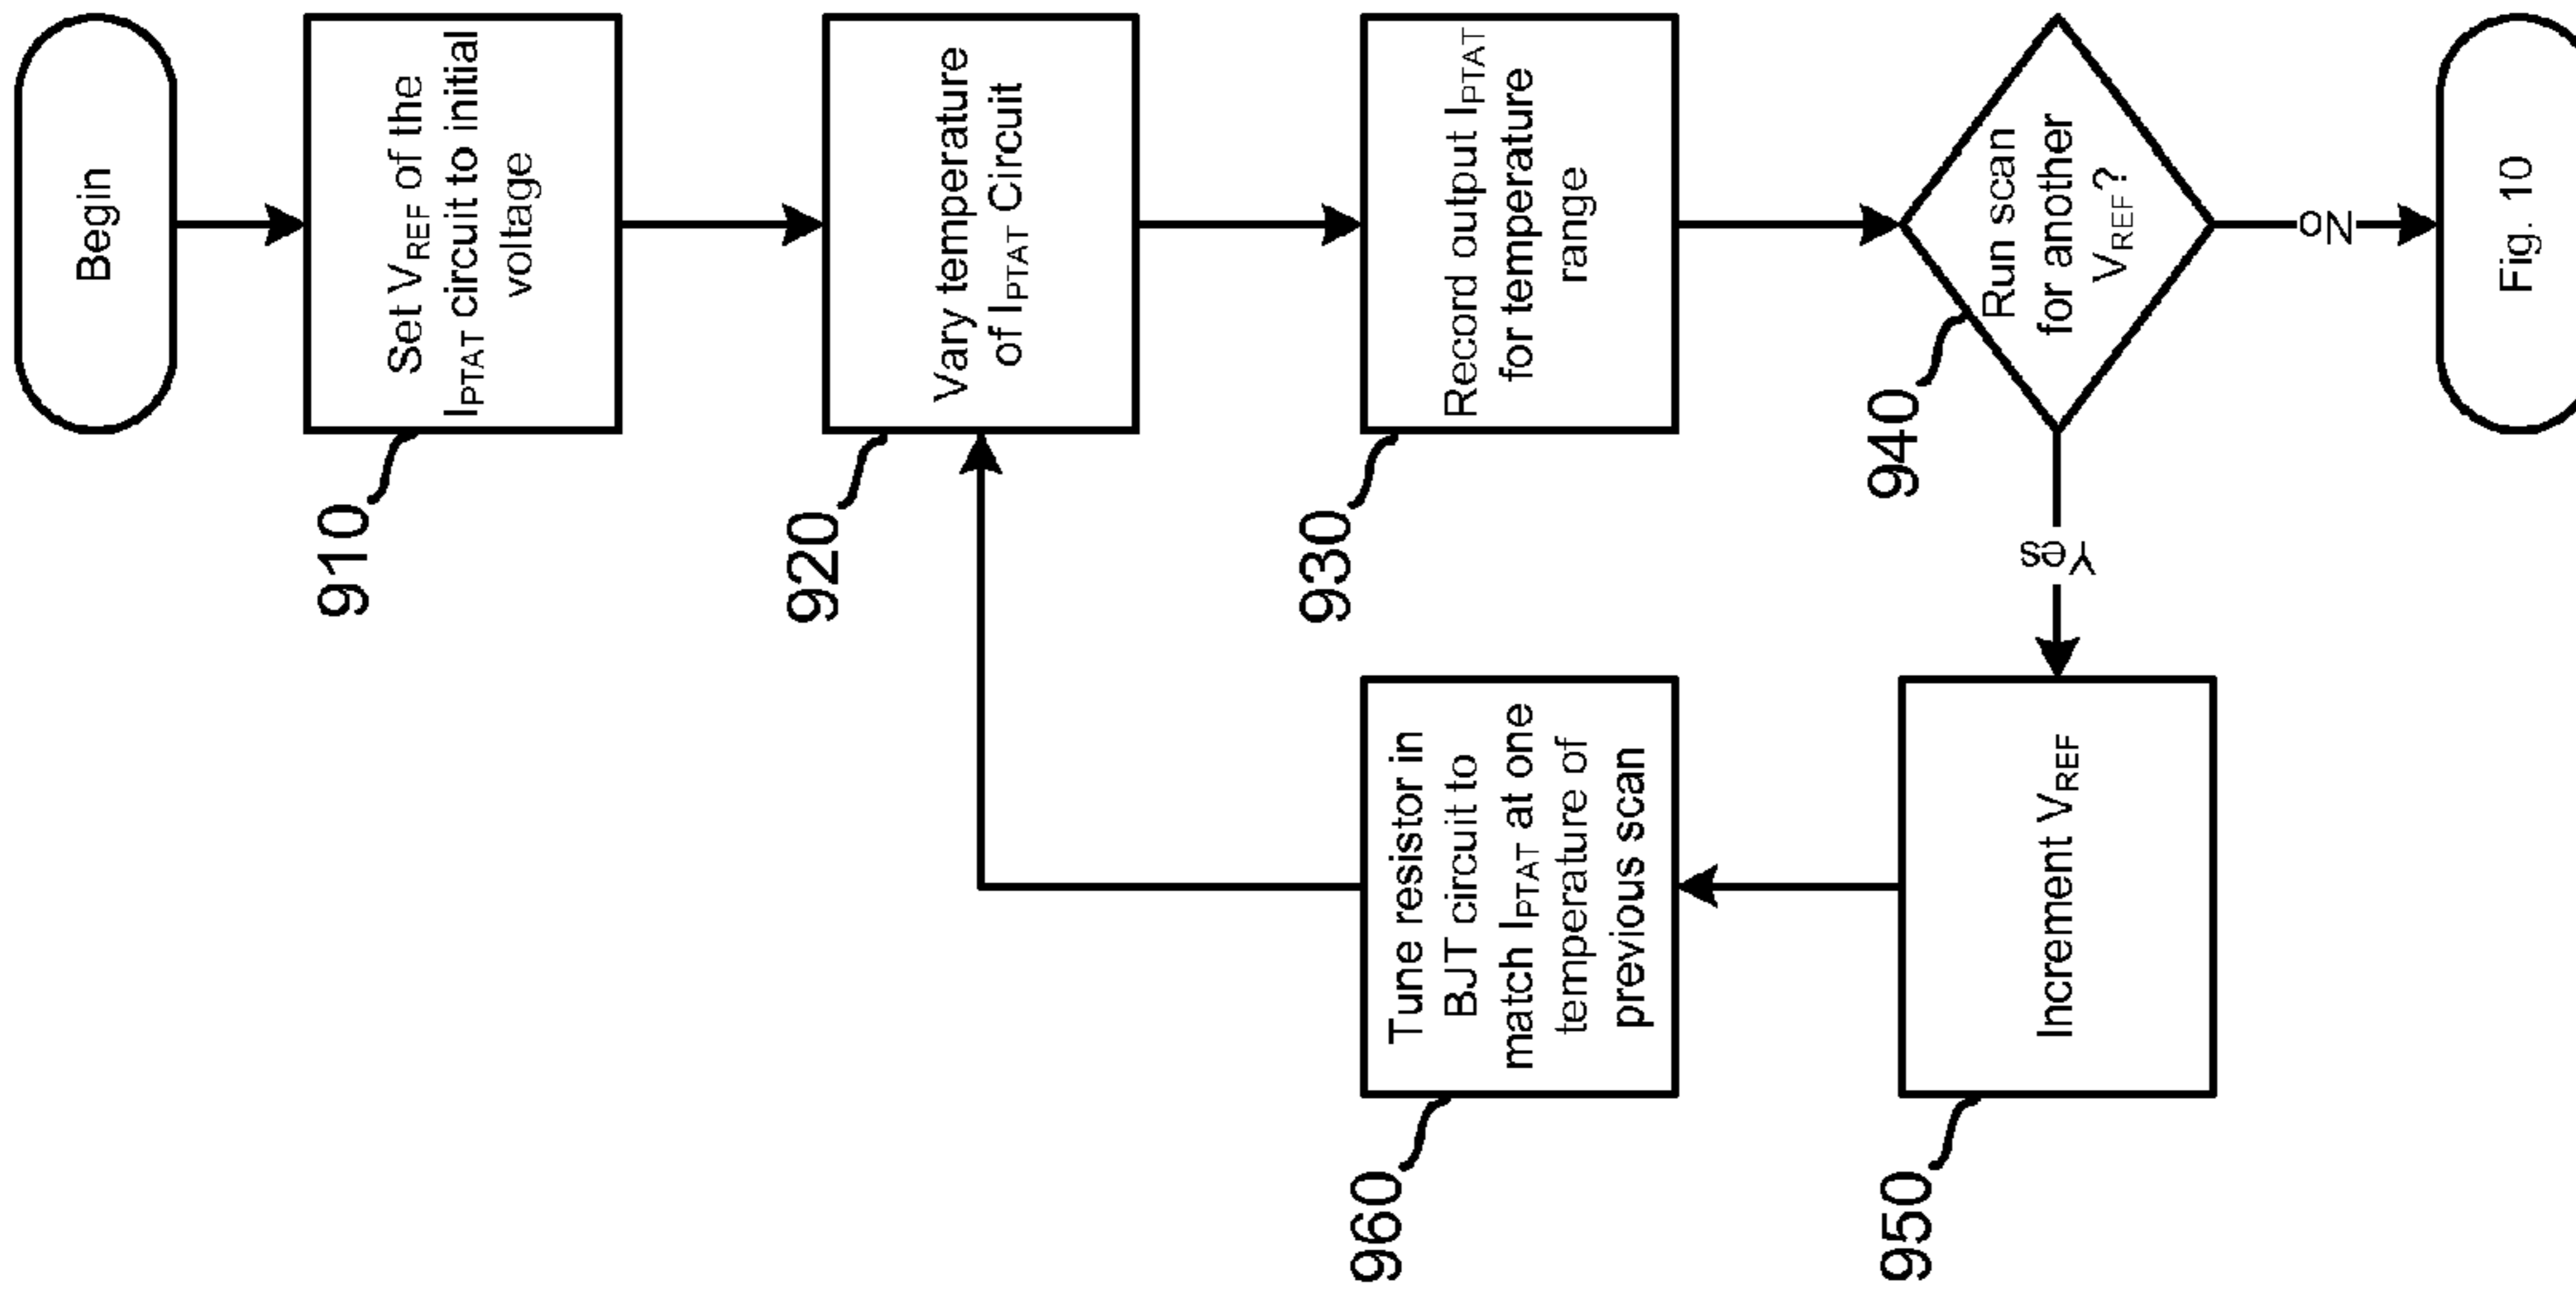 Begin
910
Set VREF of the
IPTAT circuit to initial
voltage
920
Vary temperature
of IPTAT Circuit
930
Record output IPTAT
for temperature
range
940
Run scan
for another
VREF?
No
Fig. 10
Yes
950
Increment VREF
960
Tune resistor in
BJT circuit to
match IPTAT at one
temperature of
previous scan